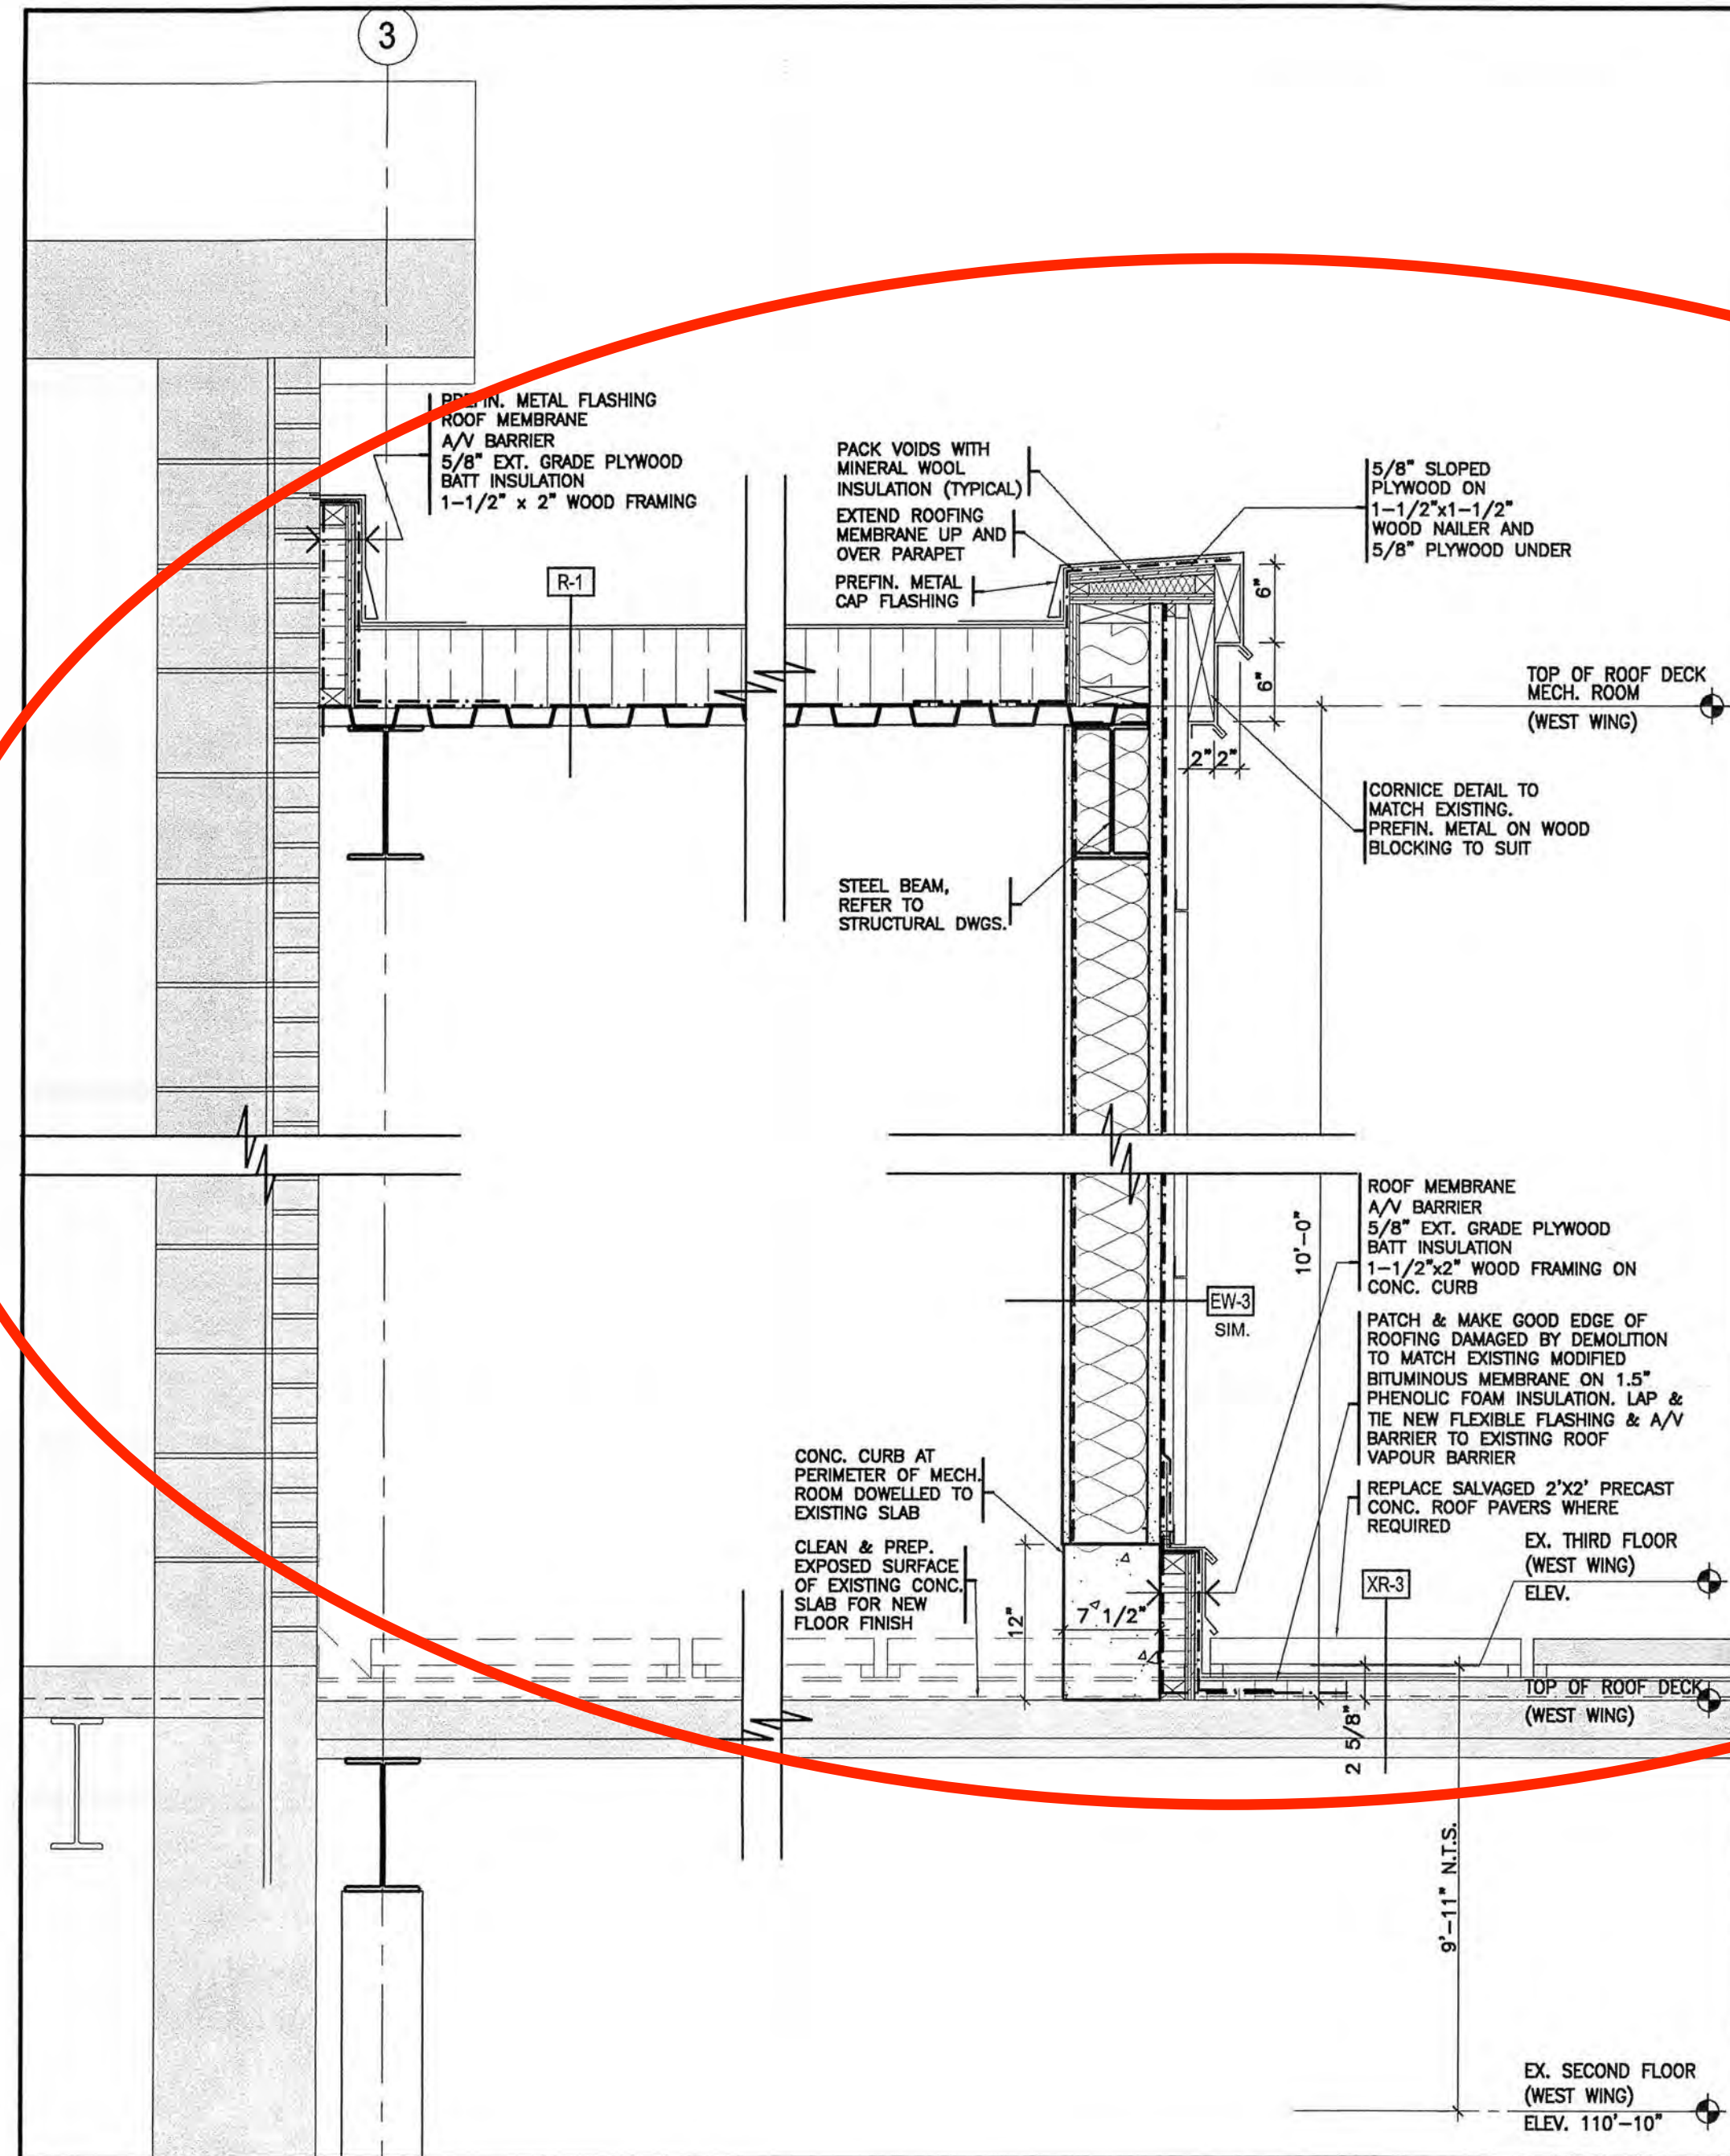 3
PREFIN. METAL FLASHING
ROOF MEMBRANE
A/V BARRIER
5/8" EXT. GRADE PLYWOOD
BATT INSULATION
1-1/2" x 2" WOOD FRAMING
R-1
PACK VOIDS WITH
MINERAL WOOL
INSULATION (TYPICAL)
EXTEND ROOFING
MEMBRANE UP AND
OVER PARAPET
PREFIN. METAL
CAP FLASHING
5/8" SLOPED
PLYWOOD ON
1-1/2"x1-1/2"
WOOD NAILER AND
5/8" PLYWOOD UNDER
6"
6"
2" 2"
TOP OF ROOF DECK
MECH. ROOM
(WEST WING)
CORNICE DETAIL TO
MATCH EXISTING.
PREFIN. METAL ON WOOD
BLOCKING TO SUIT
STEEL BEAM,
REFER TO
STRUCTURAL DWGS.
10'-0"
EW-3
SIM.
ROOF MEMBRANE
A/V BARRIER
5/8" EXT. GRADE PLYWOOD
BATT INSULATION
1-1/2"x2" WOOD FRAMING ON
CONC. CURB
PATCH & MAKE GOOD EDGE OF
ROOFING DAMAGED BY DEMOLITION
TO MATCH EXISTING MODIFIED
BITUMINOUS MEMBRANE ON 1.5"
PHENOLIC FOAM INSULATION. LAP &
TIE NEW FLEXIBLE FLASHING & A/V
BARRIER TO EXISTING ROOF
VAPOUR BARRIER
REPLACE SALVAGED 2'X2' PRECAST
CONC. ROOF PAVERS WHERE
REQUIRED
CONC. CURB AT
PERIMETER OF MECH.
ROOM DOWELLED TO
EXISTING SLAB
CLEAN & PREP.
EXPOSED SURFACE
OF EXISTING CONC.
SLAB FOR NEW
FLOOR FINISH
12"
7 1/2"
XR-3
EX. THIRD FLOOR
(WEST WING)
ELEV.
TOP OF ROOF DECK
(WEST WING)
2 5/8"
9'-11" N.T.S.
EX. SECOND FLOOR
(WEST WING)
ELEV. 110'-10"